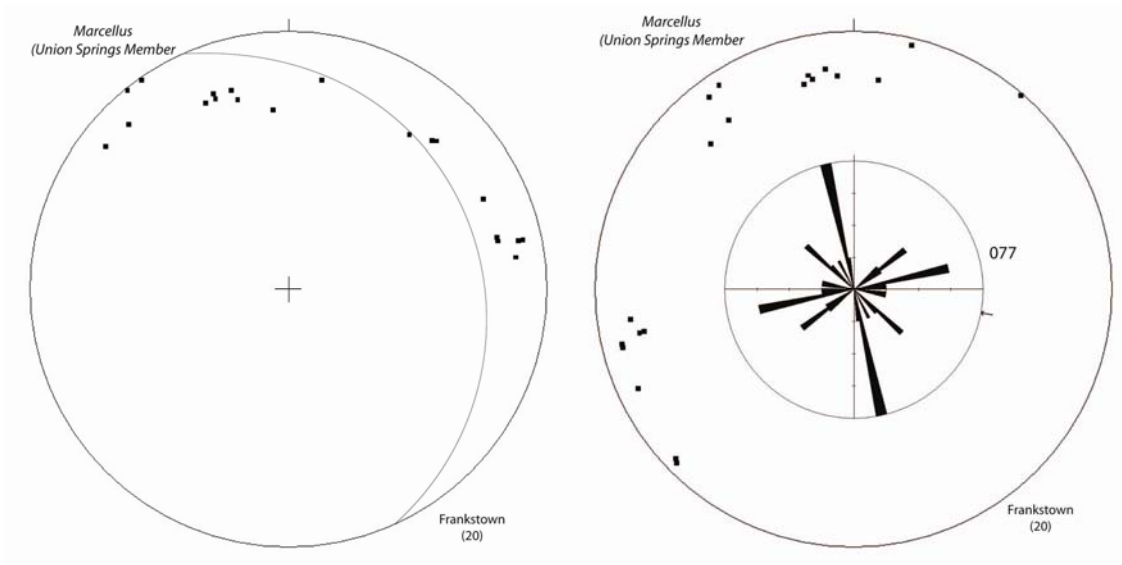 Marcellus
(Union Springs Member
Frankstown
(20)
Marcellus
(Union Springs Member
077
Frankstown
(20)